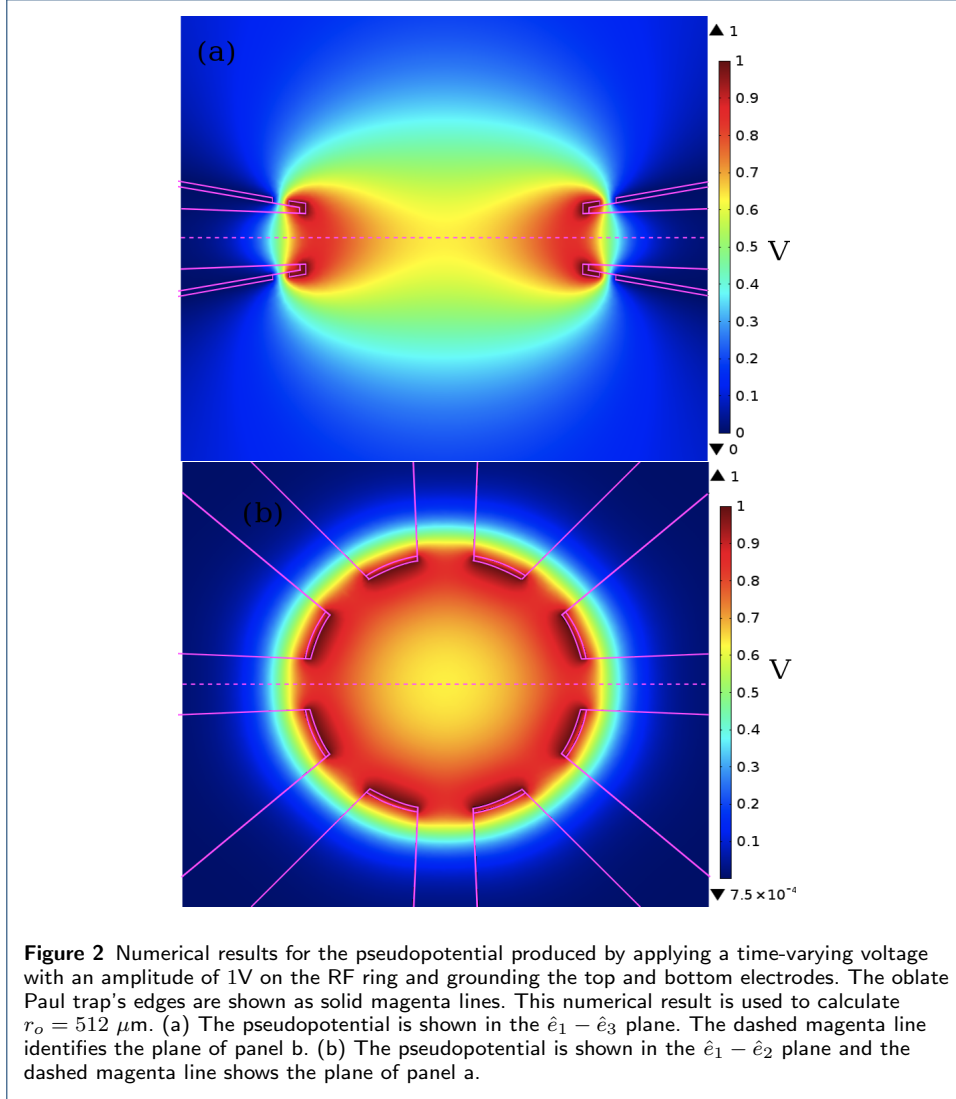 (a)
▲ 1
1
0.9
0.8
0.7
0.6
0.5
0.4
0.3
0.2
0.1
0
▼ 0
V
(b)
▲ 1
1
0.9
0.8
0.7
0.6
0.5
0.4
0.3
0.2
0.1
▼ 7.5×10⁻⁴
V
Figure 2 Numerical results for the pseudopotential produced by applying a time-varying voltage
with an amplitude of 1V on the RF ring and grounding the top and bottom electrodes. The oblate
Paul trap's edges are shown as solid magenta lines. This numerical result is used to calculate
r_o = 512 μm. (a) The pseudopotential is shown in the ê₁ − ê₃ plane. The dashed magenta line
identifies the plane of panel b. (b) The pseudopotential is shown in the ê₁ − ê₂ plane and the
dashed magenta line shows the plane of panel a.